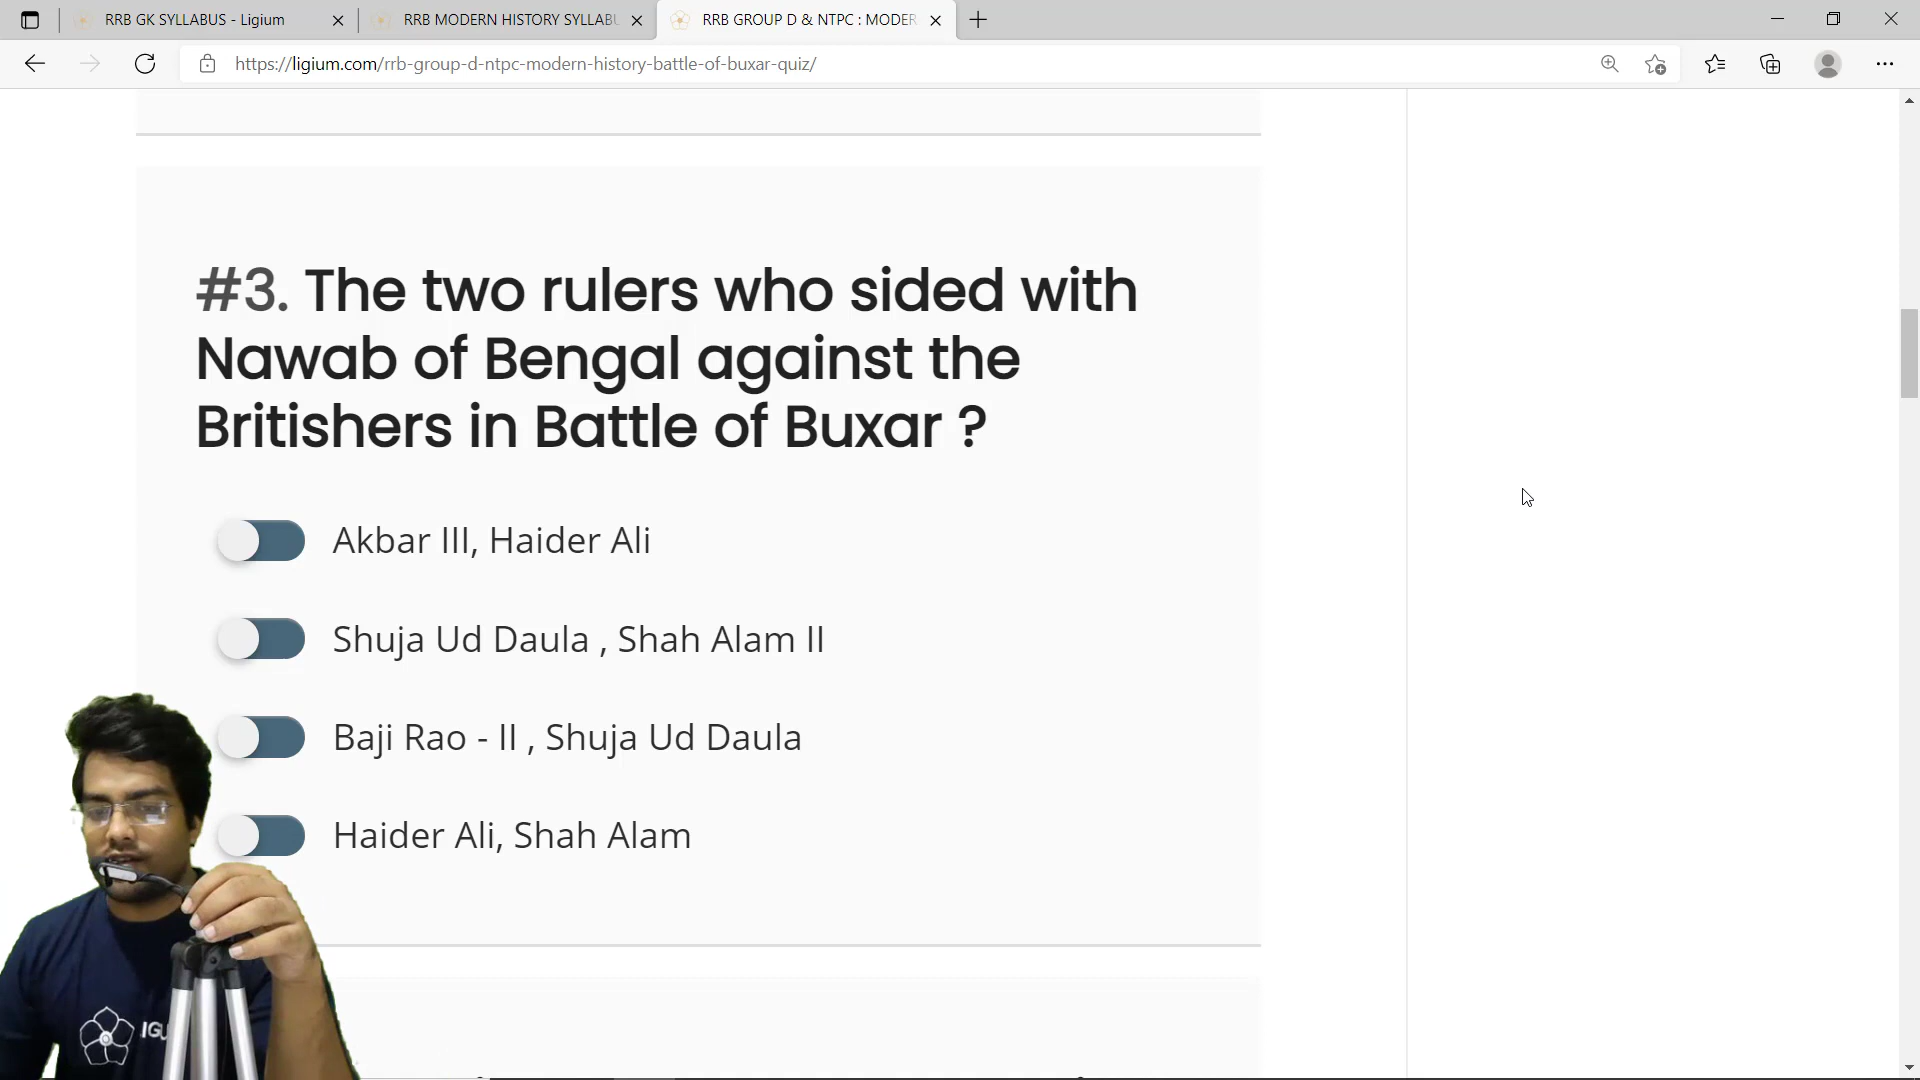 RRB GK SYLLABUS - Ligium
RRB MODERN HISTORY SYLLABU
RRB GROUP D & NTPC : MODER
https://ligium.com/rrb-group-d-ntpc-modern-history-battle-of-buxar-quiz/
#3. The two rulers who sided with
Nawab of Bengal against the
Britishers in Battle of Buxar ?
Akbar III, Haider Ali
Shuja Ud Daula , Shah Alam II
Baji Rao - II , Shuja Ud Daula
Haider Ali, Shah Alam